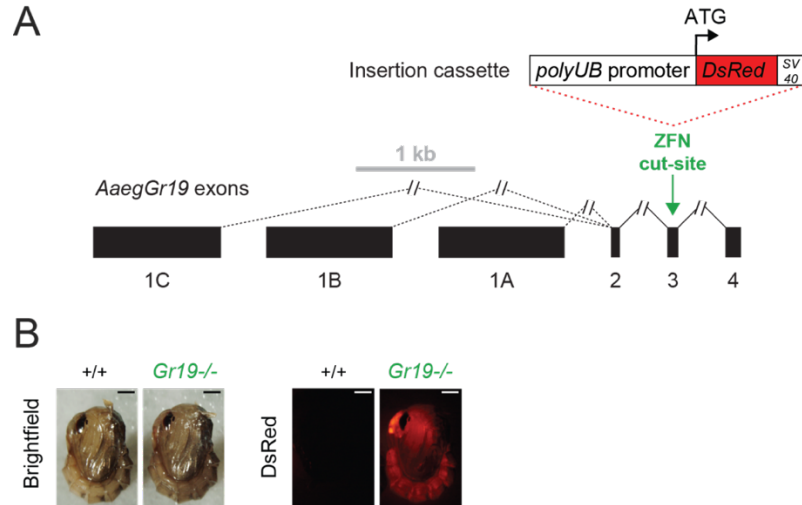 A
ATG
Insertion cassette
polyUB promoter
DsRed
SV
40
ZFN
cut-site
1 kb
AaegGr19 exons
1C
1B
1A
2
3
4
B
+/+
Gr19-/-
+/+
Gr19-/-
Brightfield
DsRed